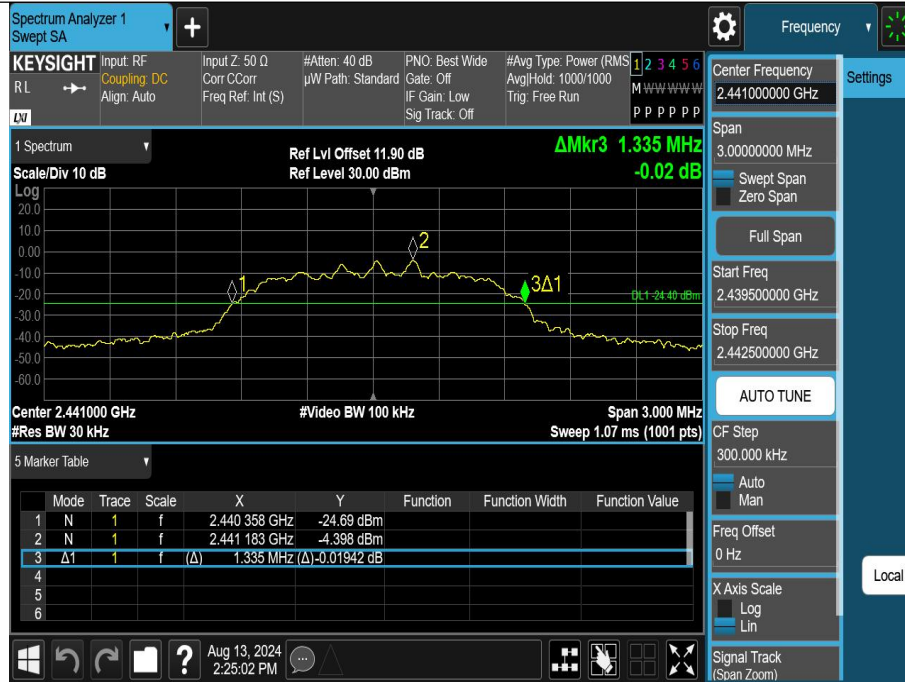 Spectrum Analyzer 1
Swept SA
+
Frequency
KEYSIGHT
RL
LXI
Input: RF
Coupling: DC
Align: Auto
Input Z: 50 Ω
Corr CCorr
Freq Ref: Int (S)
#Atten: 40 dB
µW Path: Standard
PNO: Best Wide
Gate: Off
IF Gain: Low
Sig Track: Off
#Avg Type: Power (RMS
Avg|Hold: 1000/1000
Trig: Free Run
1 2 3 4 5 6
M W W W W W
P P P P P P
1 Spectrum
Scale/Div 10 dB
Ref Lvl Offset 11.90 dB
Ref Level 30.00 dBm
ΔMkr3 1.335 MHz
-0.02 dB
Log
20.0
10.0
0.00
-10.0
-20.0
-30.0
-40.0
-50.0
-60.0
1
2
3Δ1
DL1 -24.40 dBm
Center 2.441000 GHz
#Video BW 100 kHz
Span 3.000 MHz
#Res BW 30 kHz
Sweep 1.07 ms (1001 pts)
5 Marker Table
Mode Trace Scale X Y Function Function Width Function Value
1 N 1 f 2.440 358 GHz -24.69 dBm
2 N 1 f 2.441 183 GHz -4.398 dBm
3 Δ1 1 f (Δ) 1.335 MHz (Δ) -0.01942 dB
4
5
6
?
Aug 13, 2024
2:25:02 PM
Center Frequency
2.441000000 GHz
Settings
Span
3.00000000 MHz
Swept Span
Zero Span
Full Span
Start Freq
2.439500000 GHz
Stop Freq
2.442500000 GHz
AUTO TUNE
CF Step
300.000 kHz
Auto
Man
Freq Offset
0 Hz
Local
X Axis Scale
Log
Lin
Signal Track
(Span Zoom)